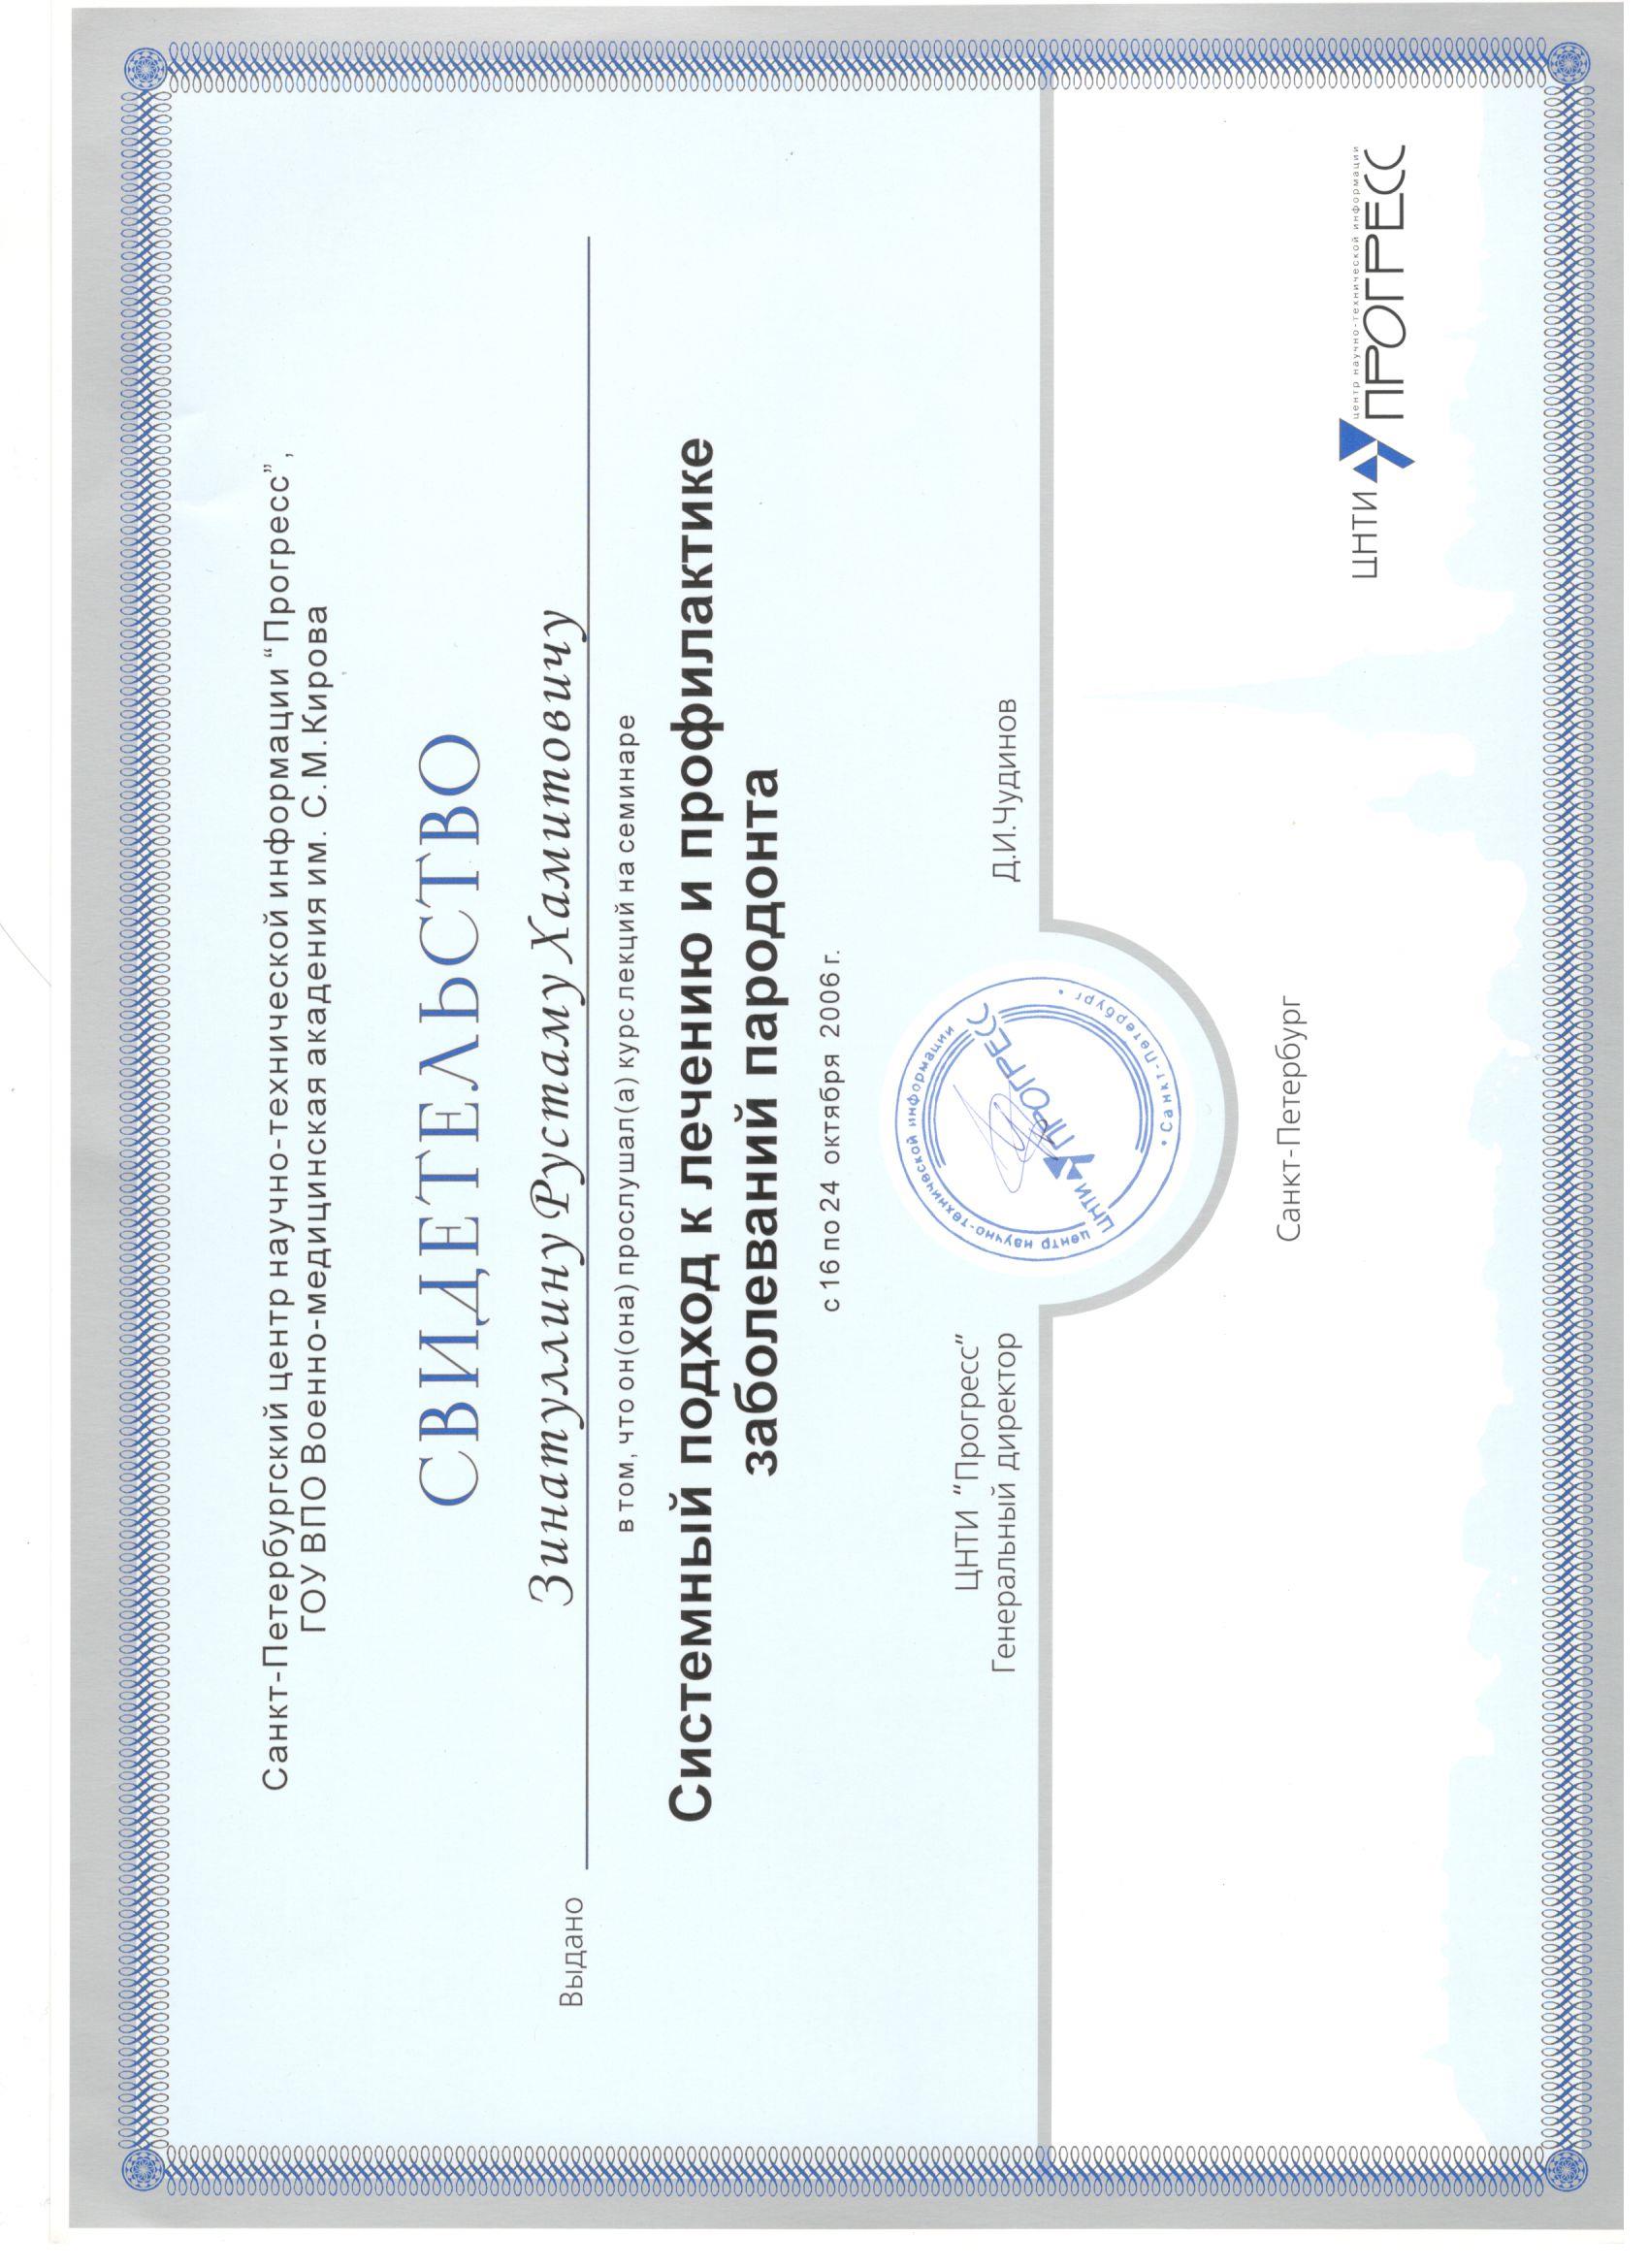 Санкт-Петербургский центр научно-технической информации “Прогресс”,
ГОУ ВПО Военно-медицинская академия им. С.М.Кирова
СВИДЕТЕЛЬСТВО
Выдано Зинатуллину Рустаму Хамитовичу
в том, что он(она) прослушал(а) курс лекций на семинаре
Системный подход к лечению и профилактике
заболеваний пародонта
с 16 по 24 октября 2006 г.
ЦНТИ “Прогресс”
Генеральный директор
Д.И.Чудинов
центр научно-технической информации
ЦНТИ ПРОГРЕСС
• Санкт-Петербург •
Санкт-Петербург
центр научно-технической информации
ЦНТИ ПРОГРЕСС